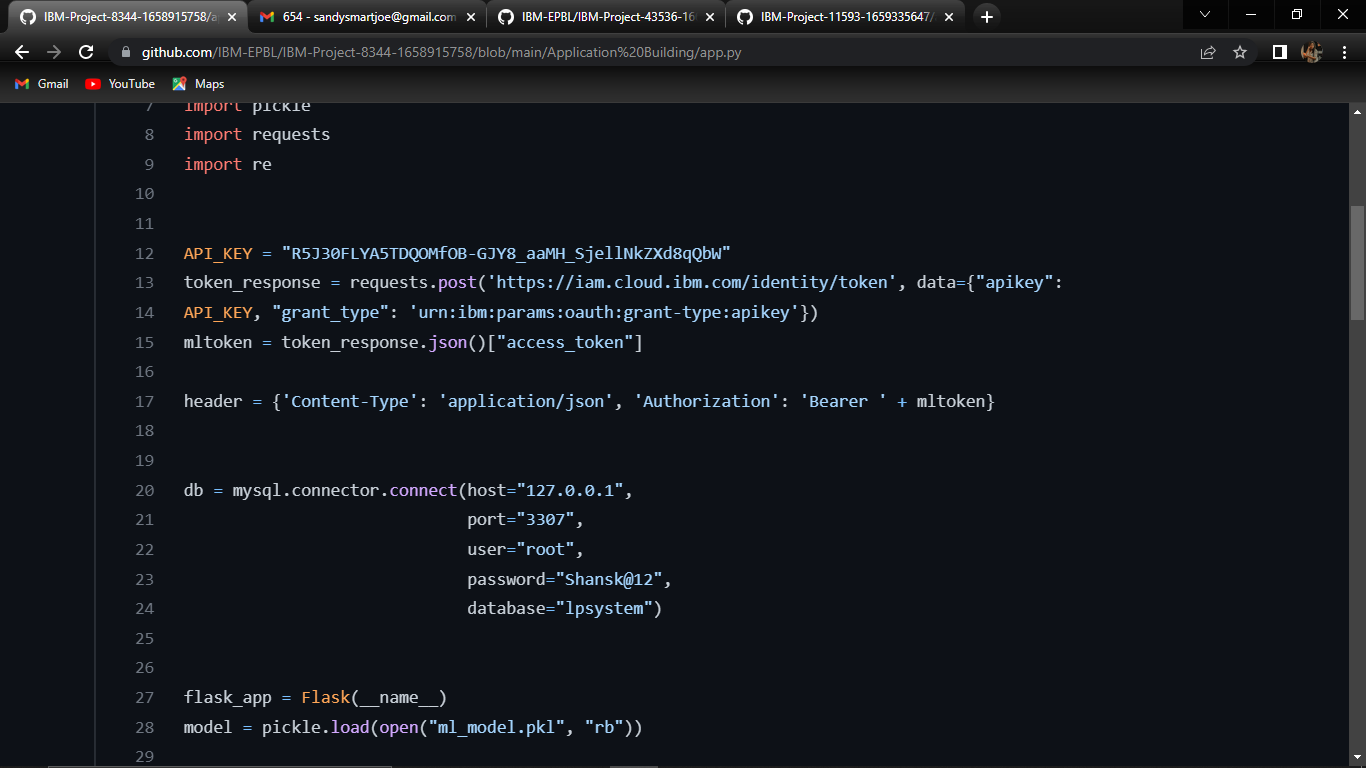 IBM-Project-8344-1658915758/a
654 - sandysmartjoe@gmail.com
IBM-EPBL/IBM-Project-43536-16
IBM-Project-11593-1659335647/
github.com/IBM-EPBL/IBM-Project-8344-1658915758/blob/main/Application%20Building/app.py
Gmail YouTube Maps
7 import pickle
8 import requests
9 import re
10
11
12 API_KEY = "R5J30FLYA5TDQOMfOB-GJY8_aaMH_SjellNkZXd8qQbW"
13 token_response = requests.post('https://iam.cloud.ibm.com/identity/token', data={"apikey":
14 API_KEY, "grant_type": 'urn:ibm:params:oauth:grant-type:apikey'})
15 mltoken = token_response.json()["access_token"]
16
17 header = {'Content-Type': 'application/json', 'Authorization': 'Bearer ' + mltoken}
18
19
20 db = mysql.connector.connect(host="127.0.0.1",
21 port="3307",
22 user="root",
23 password="Shansk@12",
24 database="lpsystem")
25
26
27 flask_app = Flask(__name__)
28 model = pickle.load(open("ml_model.pkl", "rb"))
29